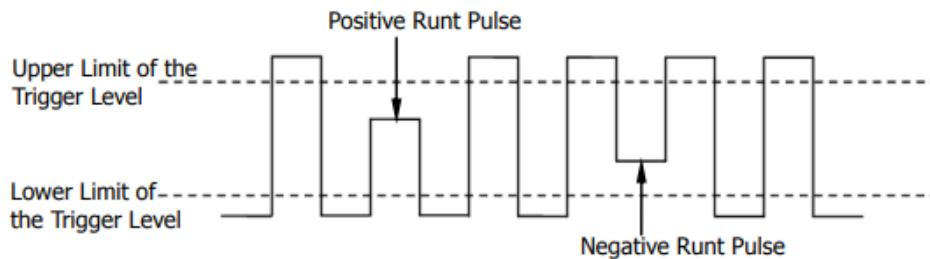 Positive Runt Pulse
Upper Limit of the
Trigger Level
Lower Limit of
the Trigger Level
Negative Runt Pulse